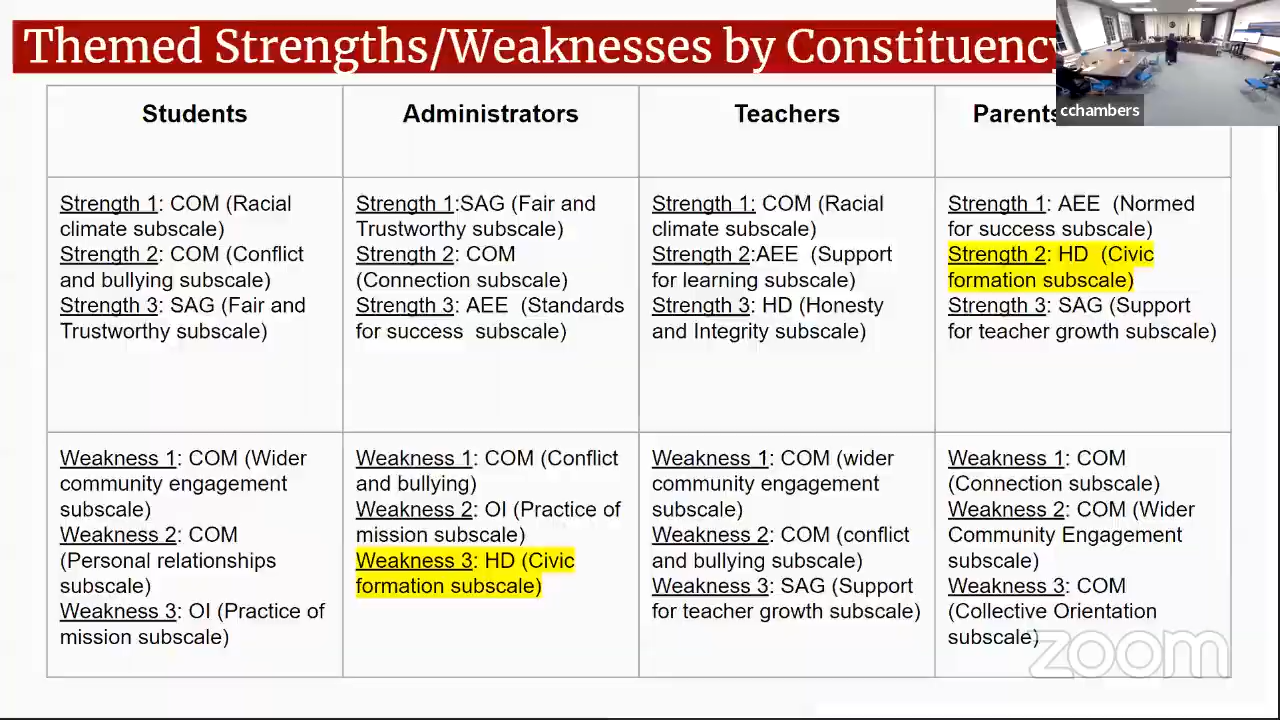 Themed Strengths/Weaknesses by Constituency
cchambers
Students
Administrators
Teachers
Parents
Strength 1: COM (Racial
climate subscale)
Strength 2: COM (Conflict
and bullying subscale)
Strength 3: SAG (Fair and
Trustworthy subscale)
Strength 1:SAG (Fair and
Trustworthy subscale)
Strength 2: COM
(Connection subscale)
Strength 3: AEE (Standards
for success subscale)
Strength 1: COM (Racial
climate subscale)
Strength 2:AEE (Support
for learning subscale)
Strength 3: HD (Honesty
and Integrity subscale)
Strength 1: AEE (Normed
for success subscale)
Strength 2: HD (Civic
formation subscale)
Strength 3: SAG (Support
for teacher growth subscale)
Weakness 1: COM (Wider
community engagement
subscale)
Weakness 2: COM
(Personal relationships
subscale)
Weakness 3: OI (Practice of
mission subscale)
Weakness 1: COM (Conflict
and bullying)
Weakness 2: OI (Practice of
mission subscale)
Weakness 3: HD (Civic
formation subscale)
Weakness 1: COM (wider
community engagement
subscale)
Weakness 2: COM (conflict
and bullying subscale)
Weakness 3: SAG (Support
for teacher growth subscale)
Weakness 1: COM
(Connection subscale)
Weakness 2: COM (Wider
Community Engagement
subscale)
Weakness 3: COM
(Collective Orientation
subscale)
zoom